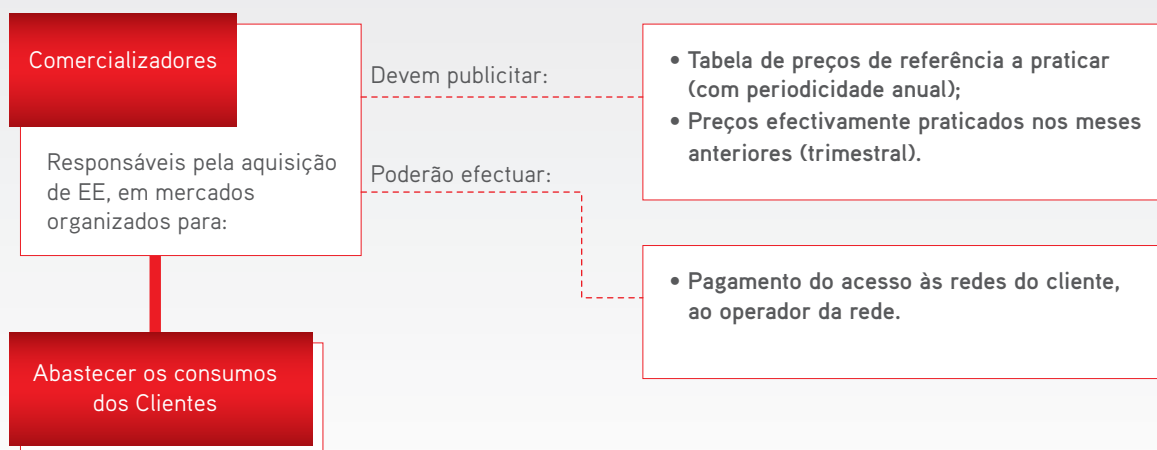 Comercializadores
Responsáveis pela aquisição
de EE, em mercados
organizados para:
Devem publicitar:
• Tabela de preços de referência a praticar
(com periodicidade anual);
• Preços efectivamente praticados nos meses
anteriores (trimestral).
Poderão efectuar:
• Pagamento do acesso às redes do cliente,
ao operador da rede.
Abastecer os consumos
dos Clientes